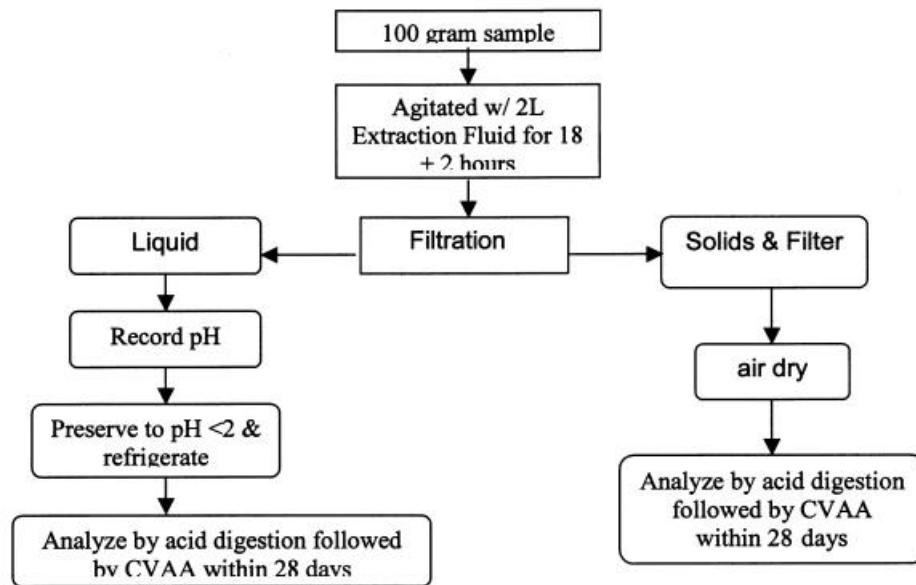 100 gram sample
Agitated w/ 2L
Extraction Fluid for 18
+ 2 hours
Filtration
Liquid
Record pH
Preserve to pH <2 &
refrigerate
Analyze by acid digestion followed
by CVAA within 28 days
Solids & Filter
air dry
Analyze by acid digestion
followed by CVAA
within 28 days